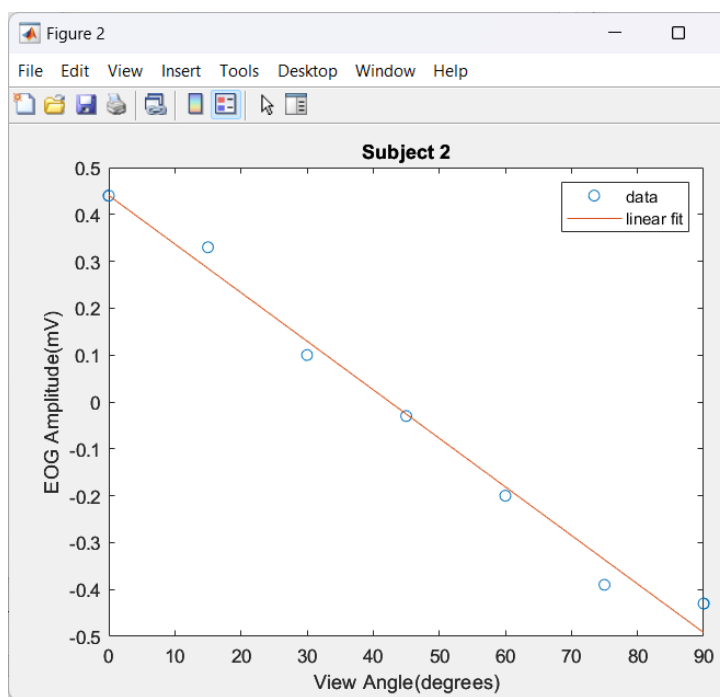 Figure 2
File Edit View Insert Tools Desktop Window Help
Subject 2
0.5
0.4
0.3
0.2
0.1
0
-0.1
-0.2
-0.3
-0.4
-0.5
EOG Amplitude(mV)
data
linear fit
0 10 20 30 40 50 60 70 80 90
View Angle(degrees)